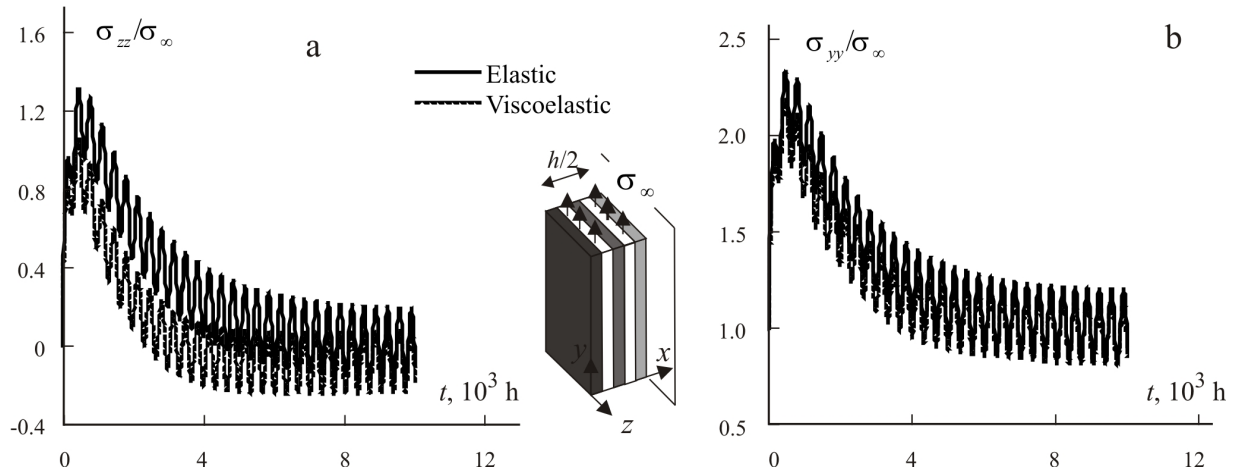 1.6
1.2
0.8
0.4
0
-0.4
0
4
8
12
σzz/σ∞
a
Elastic
Viscoelastic
t, 10³ h
h/2
σ∞
y
x
z
2.5
2.0
1.5
1.0
0.5
0
4
8
12
σyy/σ∞
b
t, 10³ h